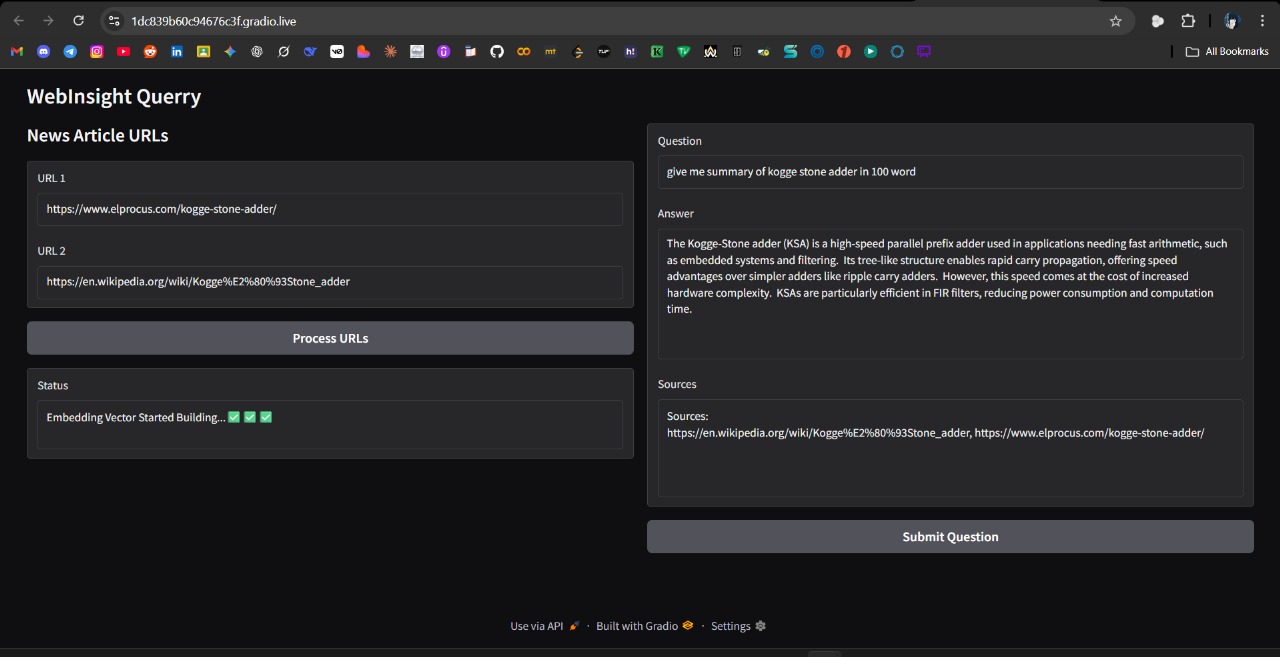 1dc839b60c94676c3f.gradio.live
All Bookmarks
WebInsight Querry
News Article URLs
URL 1
https://www.elprocus.com/kogge-stone-adder/
URL 2
https://en.wikipedia.org/wiki/Kogge%E2%80%93Stone_adder
Process URLs
Status
Embedding Vector Started Building...✅ ✅ ✅
Question
give me summary of kogge stone adder in 100 word
Answer
The Kogge-Stone adder (KSA) is a high-speed parallel prefix adder used in applications needing fast arithmetic, such
as embedded systems and filtering. Its tree-like structure enables rapid carry propagation, offering speed
advantages over simpler adders like ripple carry adders. However, this speed comes at the cost of increased
hardware complexity. KSAs are particularly efficient in FIR filters, reducing power consumption and computation
time.
Sources
Sources:
https://en.wikipedia.org/wiki/Kogge%E2%80%93Stone_adder, https://www.elprocus.com/kogge-stone-adder/
Submit Question
Use via API · Built with Gradio · Settings